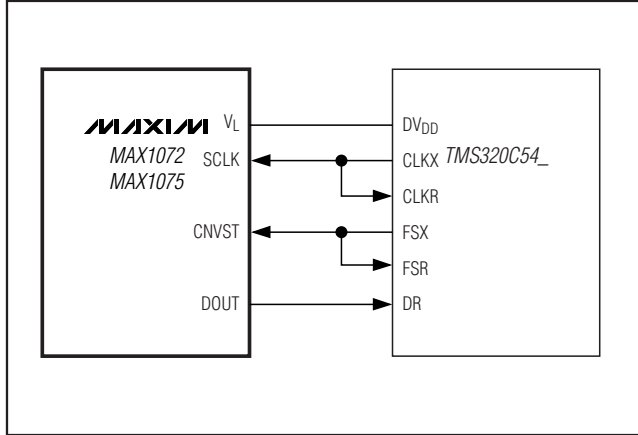 MAXIM
MAX1072
MAX1075
VL
SCLK
CNVST
DOUT
DVDD
CLKX
TMS320C54_
CLKR
FSX
FSR
DR